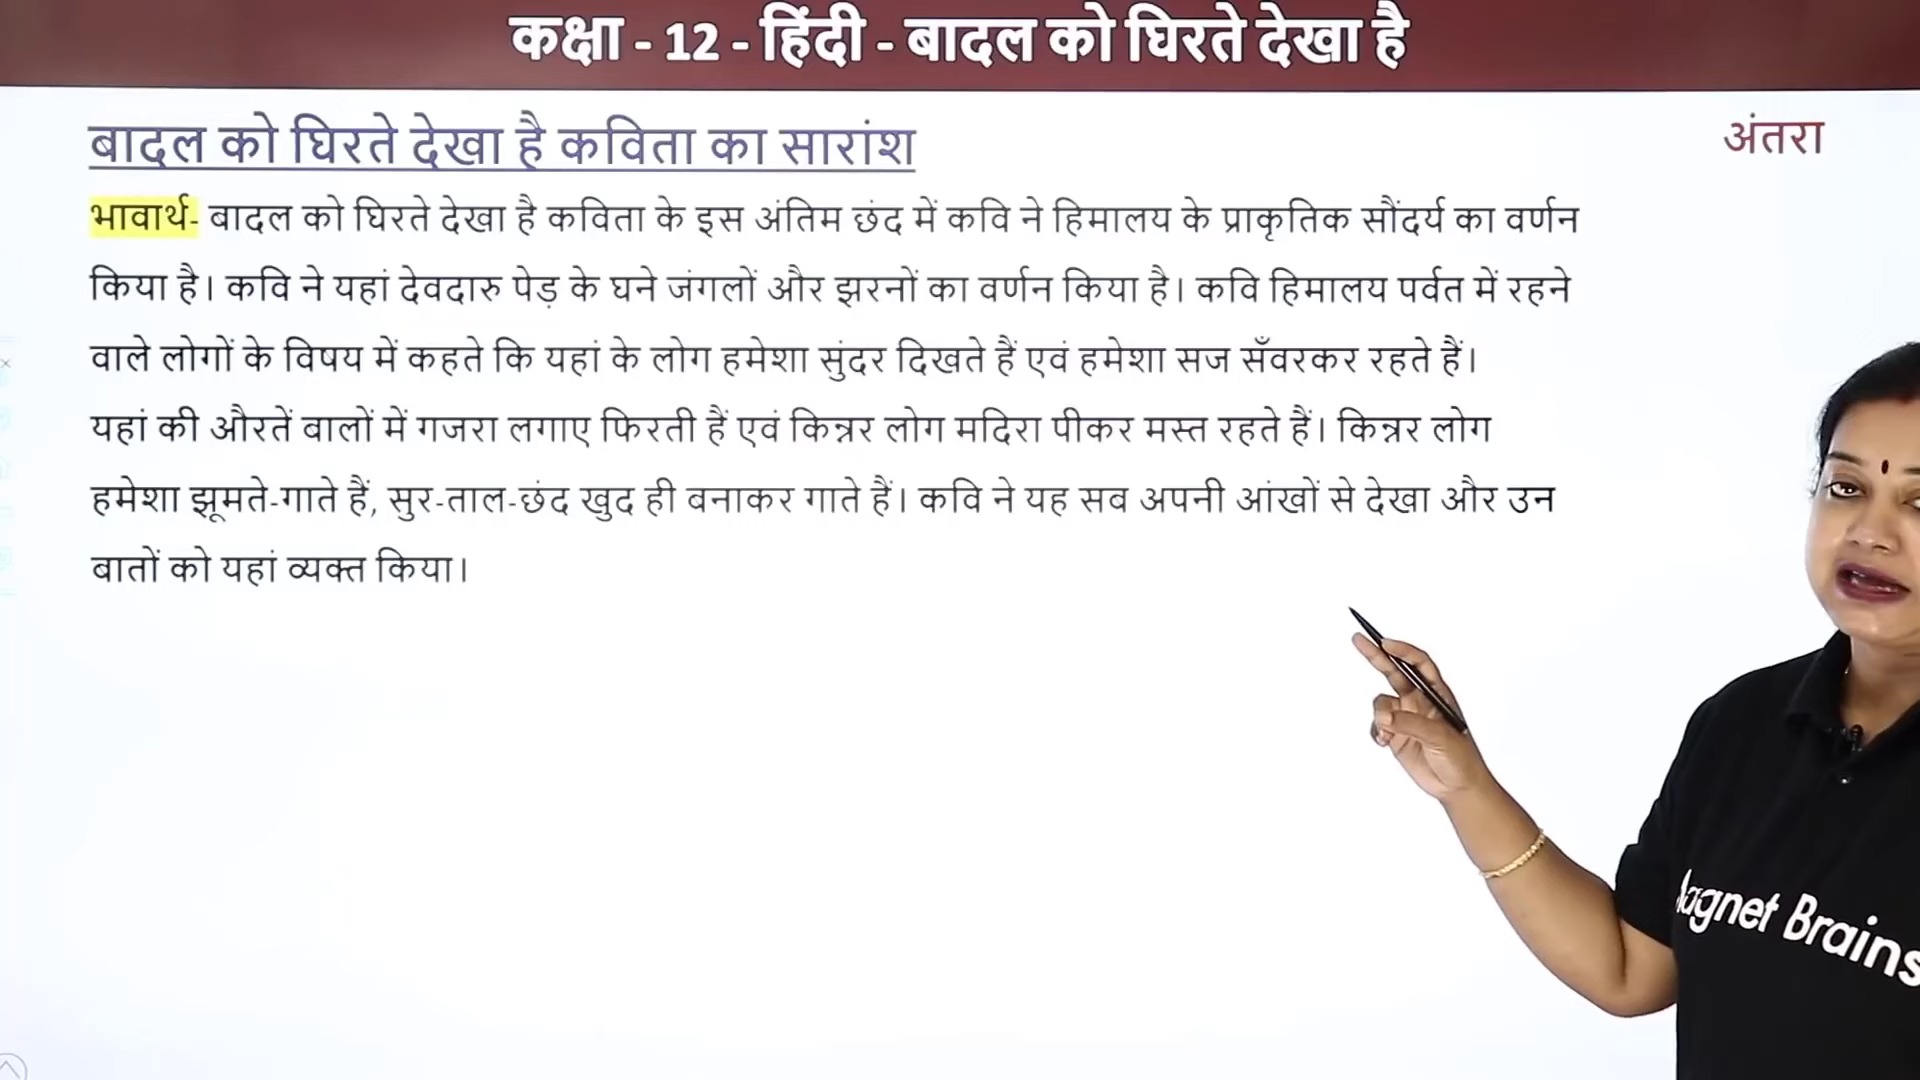 कक्षा - 12 - हिंदी - बादल को घिरते देखा है
बादल को घिरते देखा है कविता का सारांश
अंतरा
भावार्थ- बादल को घिरते देखा है कविता के इस अंतिम छंद में कवि ने हिमालय के प्राकृतिक सौंदर्य का वर्णन
किया है। कवि ने यहां देवदारु पेड़ के घने जंगलों और झरनों का वर्णन किया है। कवि हिमालय पर्वत में रहने
वाले लोगों के विषय में कहते कि यहां के लोग हमेशा सुंदर दिखते हैं एवं हमेशा सज सँवरकर रहते हैं।
यहां की औरतें बालों में गजरा लगाए फिरती हैं एवं किन्नर लोग मदिरा पीकर मस्त रहते हैं। किन्नर लोग
हमेशा झूमते-गाते हैं, सुर-ताल-छंद खुद ही बनाकर गाते हैं। कवि ने यह सब अपनी आंखों से देखा और उन
बातों को यहां व्यक्त किया।
agnet Brains